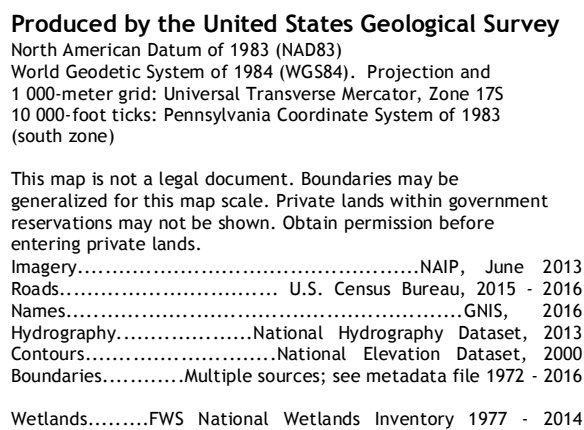 Produced by the United States Geological Survey
North American Datum of 1983 (NAD83)
World Geodetic System of 1984 (WGS84). Projection and
1 000-meter grid: Universal Transverse Mercator, Zone 17S
10 000-foot ticks: Pennsylvania Coordinate System of 1983
(south zone)
This map is not a legal document. Boundaries may be
generalized for this map scale. Private lands within government
reservations may not be shown. Obtain permission before
entering private lands.
Imagery..................................................NAIP, June 2013
Roads................................ U.S. Census Bureau, 2015 - 2016
Names......................................................GNIS, 2016
Hydrography....................National Hydrography Dataset, 2013
Contours............................National Elevation Dataset, 2000
Boundaries............Multiple sources; see metadata file 1972 - 2016
Wetlands.........FWS National Wetlands Inventory 1977 - 2014